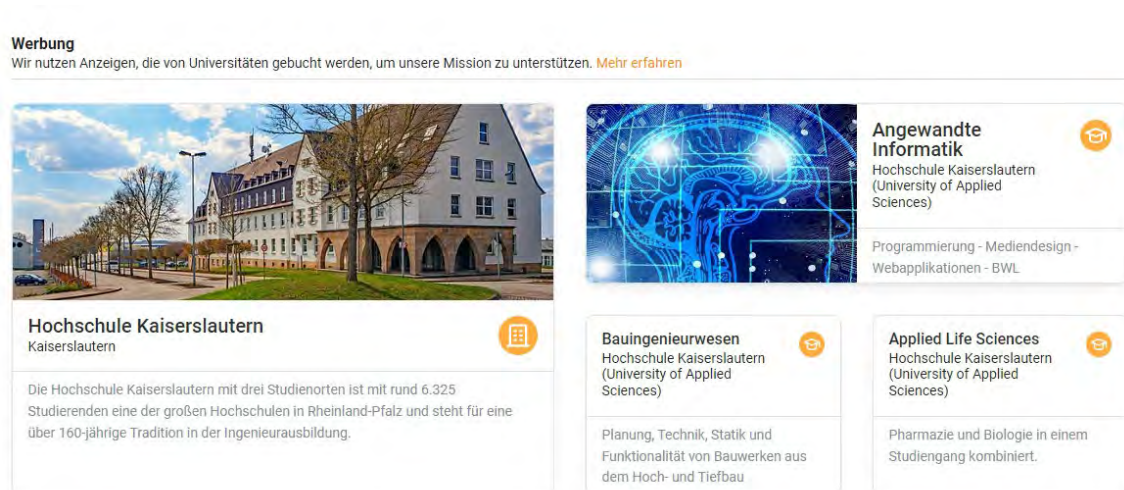 Werbung
Wir nutzen Anzeigen, die von Universitäten gebucht werden, um unsere Mission zu unterstützen. Mehr erfahren
Hochschule Kaiserslautern
Kaiserslautern
Die Hochschule Kaiserslautern mit drei Studienorten ist mit rund 6.325
Studierenden eine der großen Hochschulen in Rheinland-Pfalz und steht für eine
über 160-jährige Tradition in der Ingenieurausbildung.
Angewandte
Informatik
Hochschule Kaiserslautern
(University of Applied
Sciences)
Programmierung - Mediendesign -
Webapplikationen - BWL
Bauingenieurwesen
Hochschule Kaiserslautern
(University of Applied
Sciences)
Planung, Technik, Statik und
Funktionalität von Bauwerken aus
dem Hoch- und Tiefbau
Applied Life Sciences
Hochschule Kaiserslautern
(University of Applied
Sciences)
Pharmazie und Biologie in einem
Studiengang kombiniert.